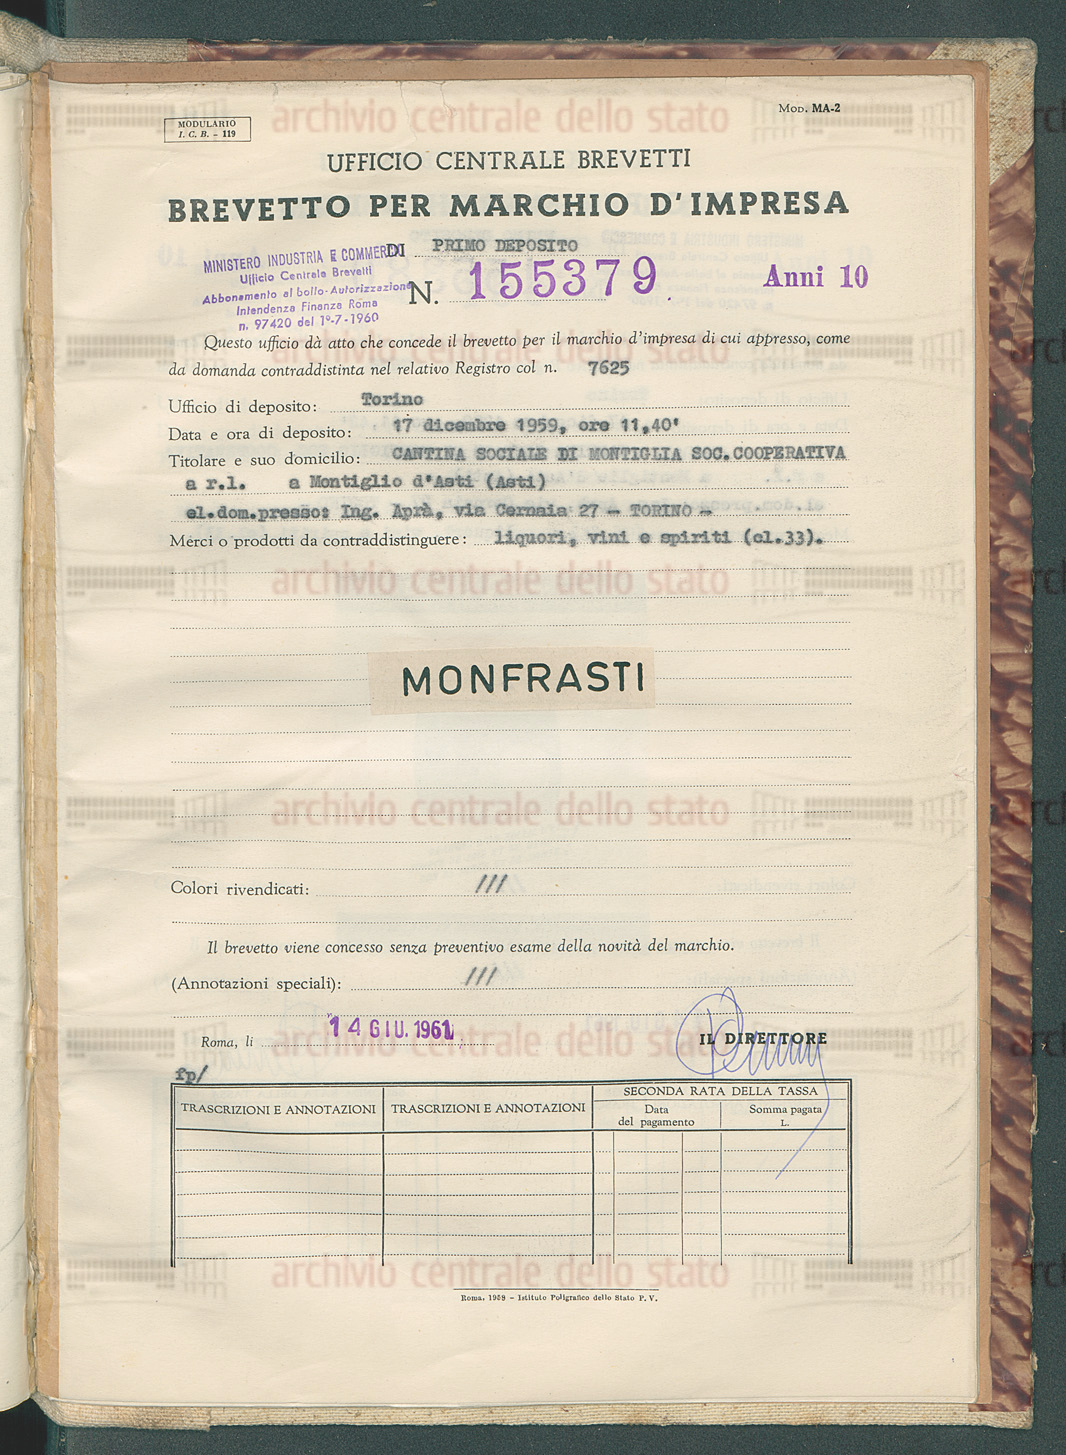 MODULARIO
I. C. B. - 119
MOD. MA-2
archivio centrale dello stato
UFFICIO CENTRALE BREVETTI
BREVETTO PER MARCHIO D'IMPRESA
DI PRIMO DEPOSITO
MINISTERO INDUSTRIA E COMMERCIO
Ufficio Centrale Brevetti
Abbonamento al bollo-Autorizzazione
Intendenza Finanza Roma
n. 97420 del 1º-7-1960
N. 155379
Anni 10
Questo ufficio dà atto che concede il brevetto per il marchio d'impresa di cui appresso, come
da domanda contraddistinta nel relativo Registro col n. 7625
Ufficio di deposito: Torino
Data e ora di deposito: 17 dicembre 1959, ore 11,40'
Titolare e suo domicilio: CANTINA SOCIALE DI MONTIGLIA SOC.COOPERATIVA
a r.l. a Montiglio d'Asti (Asti)
el.dom.presso: Ing. Aprà, via Cernaia 27 - TORINO -
Merci o prodotti da contraddistinguere: liquori, vini e spiriti (cl.33).
archivio centrale dello stato
MONFRASTI
archivio centrale dello stato
Colori rivendicati: ///
Il brevetto viene concesso senza preventivo esame della novità del marchio.
(Annotazioni speciali): ///
archivio centrale dello stato
Roma, li 14 GIU. 1961
IL DIRETTORE
fp/
TRASCRIZIONI E ANNOTAZIONI
TRASCRIZIONI E ANNOTAZIONI
SECONDA RATA DELLA TASSA
Data
del pagamento
Somma pagata
L.
archivio centrale dello stato
Roma, 1959 - Istituto Poligrafico dello Stato P. V.